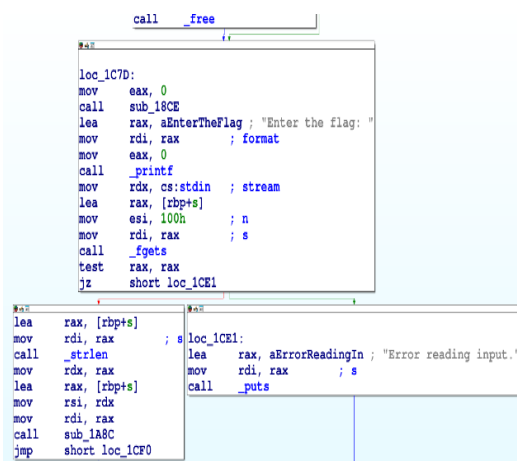 call _free
loc_1C7D:
mov eax, 0
call sub_18CE
lea rax, aEnterTheFlag ; "Enter the flag: "
mov rdi, rax ; format
mov eax, 0
call _printf
mov rdx, cs:stdin ; stream
lea rax, [rbp+s]
mov esi, 100h ; n
mov rdi, rax ; s
call _fgets
test rax, rax
jz short loc_1CE1
lea rax, [rbp+s]
mov rdi, rax ; s
call _strlen
mov rdx, rax
lea rax, [rbp+s]
mov rsi, rdx
mov rdi, rax
call sub_1A8C
jmp short loc_1CF0
loc_1CE1:
lea rax, aErrorReadingIn ; "Error reading input."
mov rdi, rax ; s
call _puts